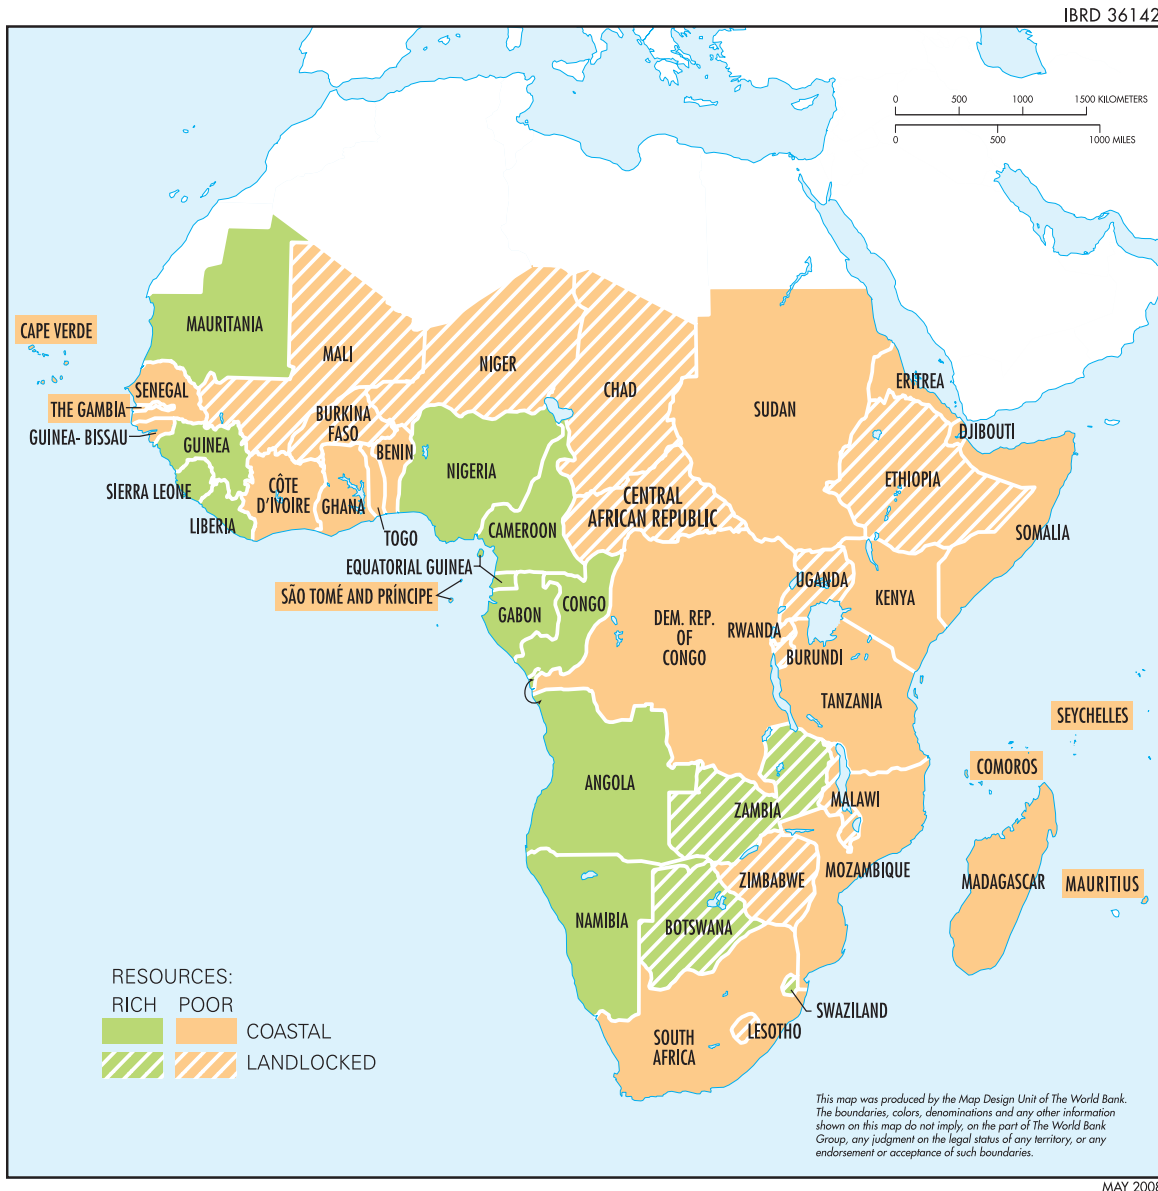 IBRD 36142
0 500 1000 1500 KILOMETERS
0 500 1000 MILES
MAURITANIA
CAPE VERDE
MALI
NIGER
CHAD
SENEGAL
ERITREA
THE GAMBIA
SUDAN
BURKINA
FASO
GUINEA- BISSAU
DJIBOUTI
GUINEA
BENIN
NIGERIA
ETHIOPIA
SIERRA LEONE
CÔTE
D'IVOIRE
GHANA
CENTRAL
AFRICAN REPUBLIC
LIBERIA
CAMEROON
SOMALIA
TOGO
EQUATORIAL GUINEA
UGANDA
SÃO TOMÉ AND PRÍNCIPE
GABON
CONGO
KENYA
DEM. REP.
OF
CONGO
RWANDA
BURUNDI
TANZANIA
SEYCHELLES
COMOROS
ANGOLA
MALAWI
ZAMBIA
MOZAMBIQUE
ZIMBABWE
MADAGASCAR
MAURITIUS
NAMIBIA
BOTSWANA
RESOURCES:
RICH POOR
COASTAL
LANDLOCKED
SWAZILAND
LESOTHO
SOUTH
AFRICA
This map was produced by the Map Design Unit of The World Bank.
The boundaries, colors, denominations and any other information
shown on this map do not imply, on the part of The World Bank
Group, any judgment on the legal status of any territory, or any
endorsement or acceptance of such boundaries.
MAY 2008